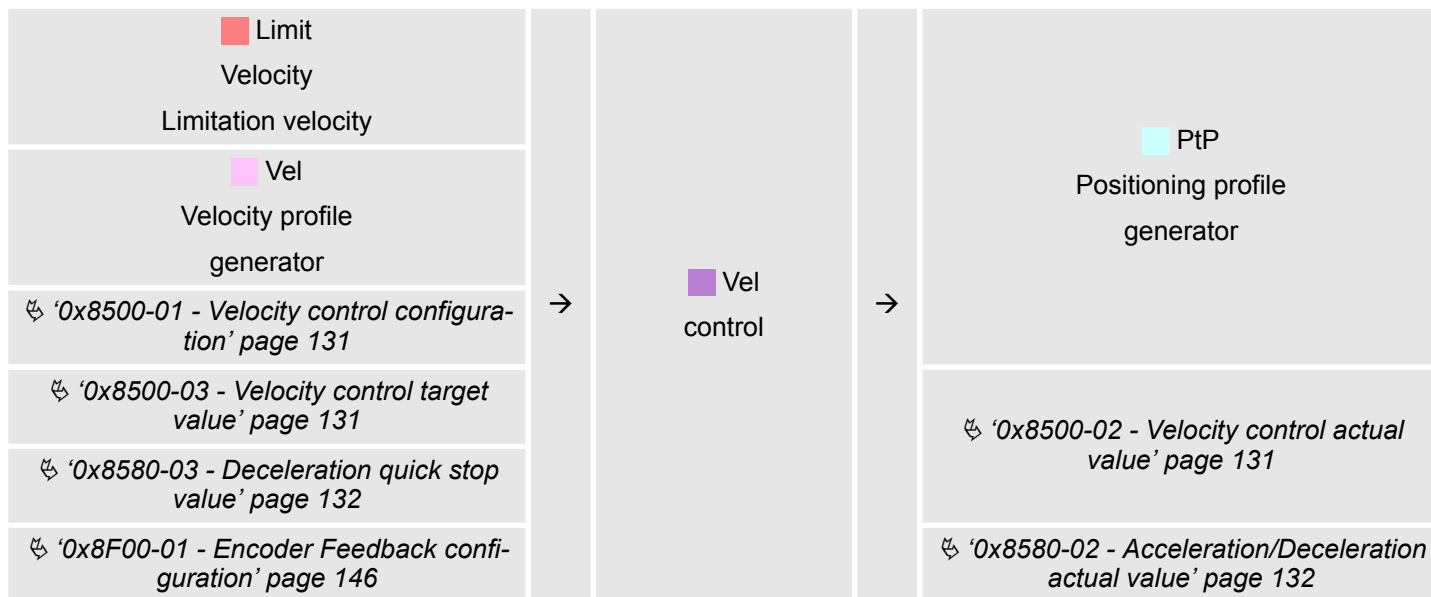 Limit
Velocity
Limitation velocity
Vel
Velocity profile
generator
↳ ‘0x8500-01 - Velocity control configura-
tion’ page 131
↳ ‘0x8500-03 - Velocity control target
value’ page 131
↳ ‘0x8580-03 - Deceleration quick stop
value’ page 132
↳ ‘0x8F00-01 - Encoder Feedback confi-
guration’ page 146
→
Vel
control
→
PtP
Positioning profile
generator
↳ ‘0x8500-02 - Velocity control actual
value’ page 131
↳ ‘0x8580-02 - Acceleration/Deceleration
actual value’ page 132